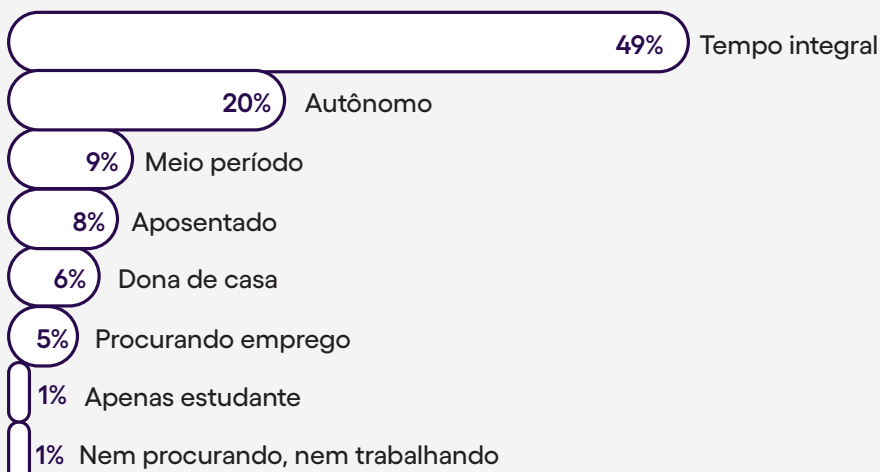 49% Tempo integral
20% Autônomo
9% Meio período
8% Aposentado
6% Dona de casa
5% Procurando emprego
1% Apenas estudante
1% Nem procurando, nem trabalhando